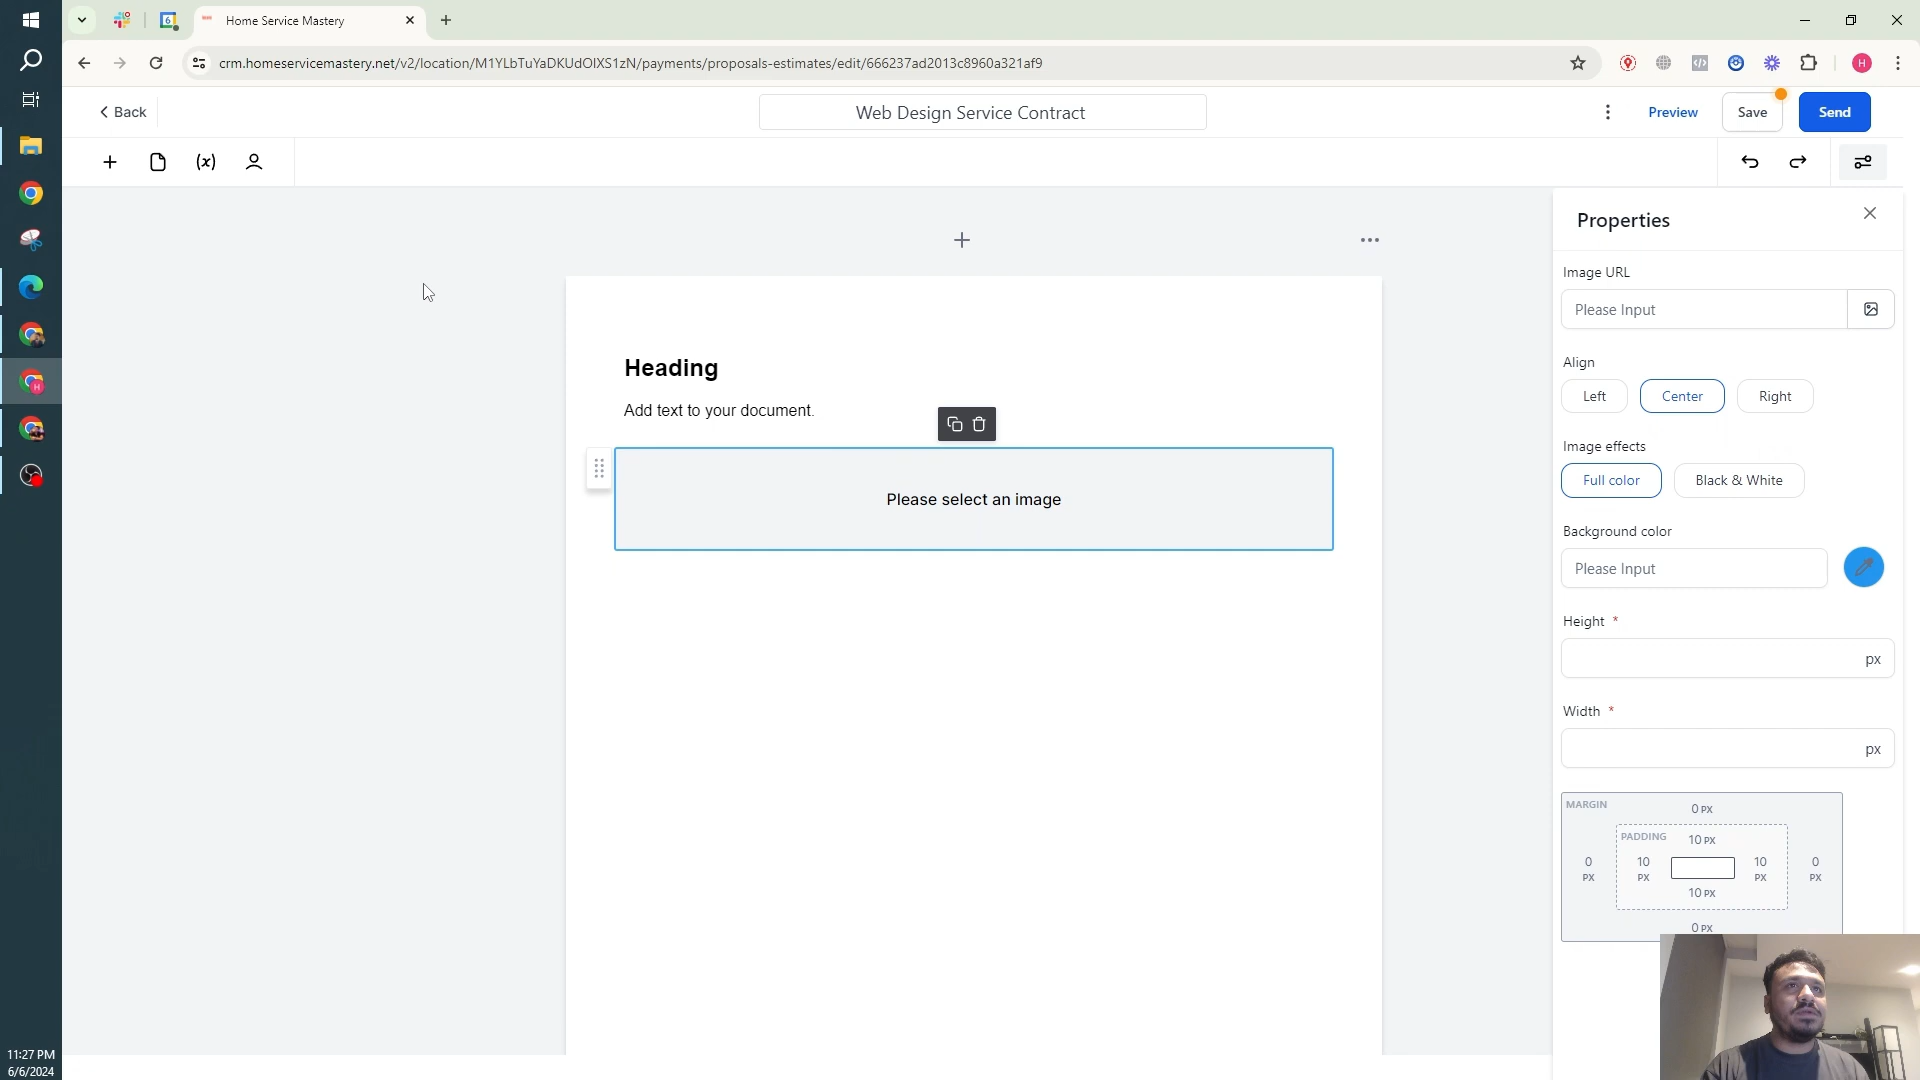 6
Home Service Mastery
crm.homeservicemastery.net/v2/location/M1YLbTuYaDKUdOIXS1zN/payments/proposals-estimates/edit/666237ad2013c8960a321af9
H
Back
Web Design Service Contract
Preview
Save
Send
(x)
Properties
Image URL
Please Input
Heading
Align
Left
Center
Right
Add text to your document.
Image effects
Full color
Black & White
Please select an image
Background color
Please Input
Height *
px
Width *
px
MARGIN
0 PX
PADDING
10 PX
0 PX
10 PX
10 PX
0 PX
10 PX
0 PX
H
11:27 PM
6/6/2024